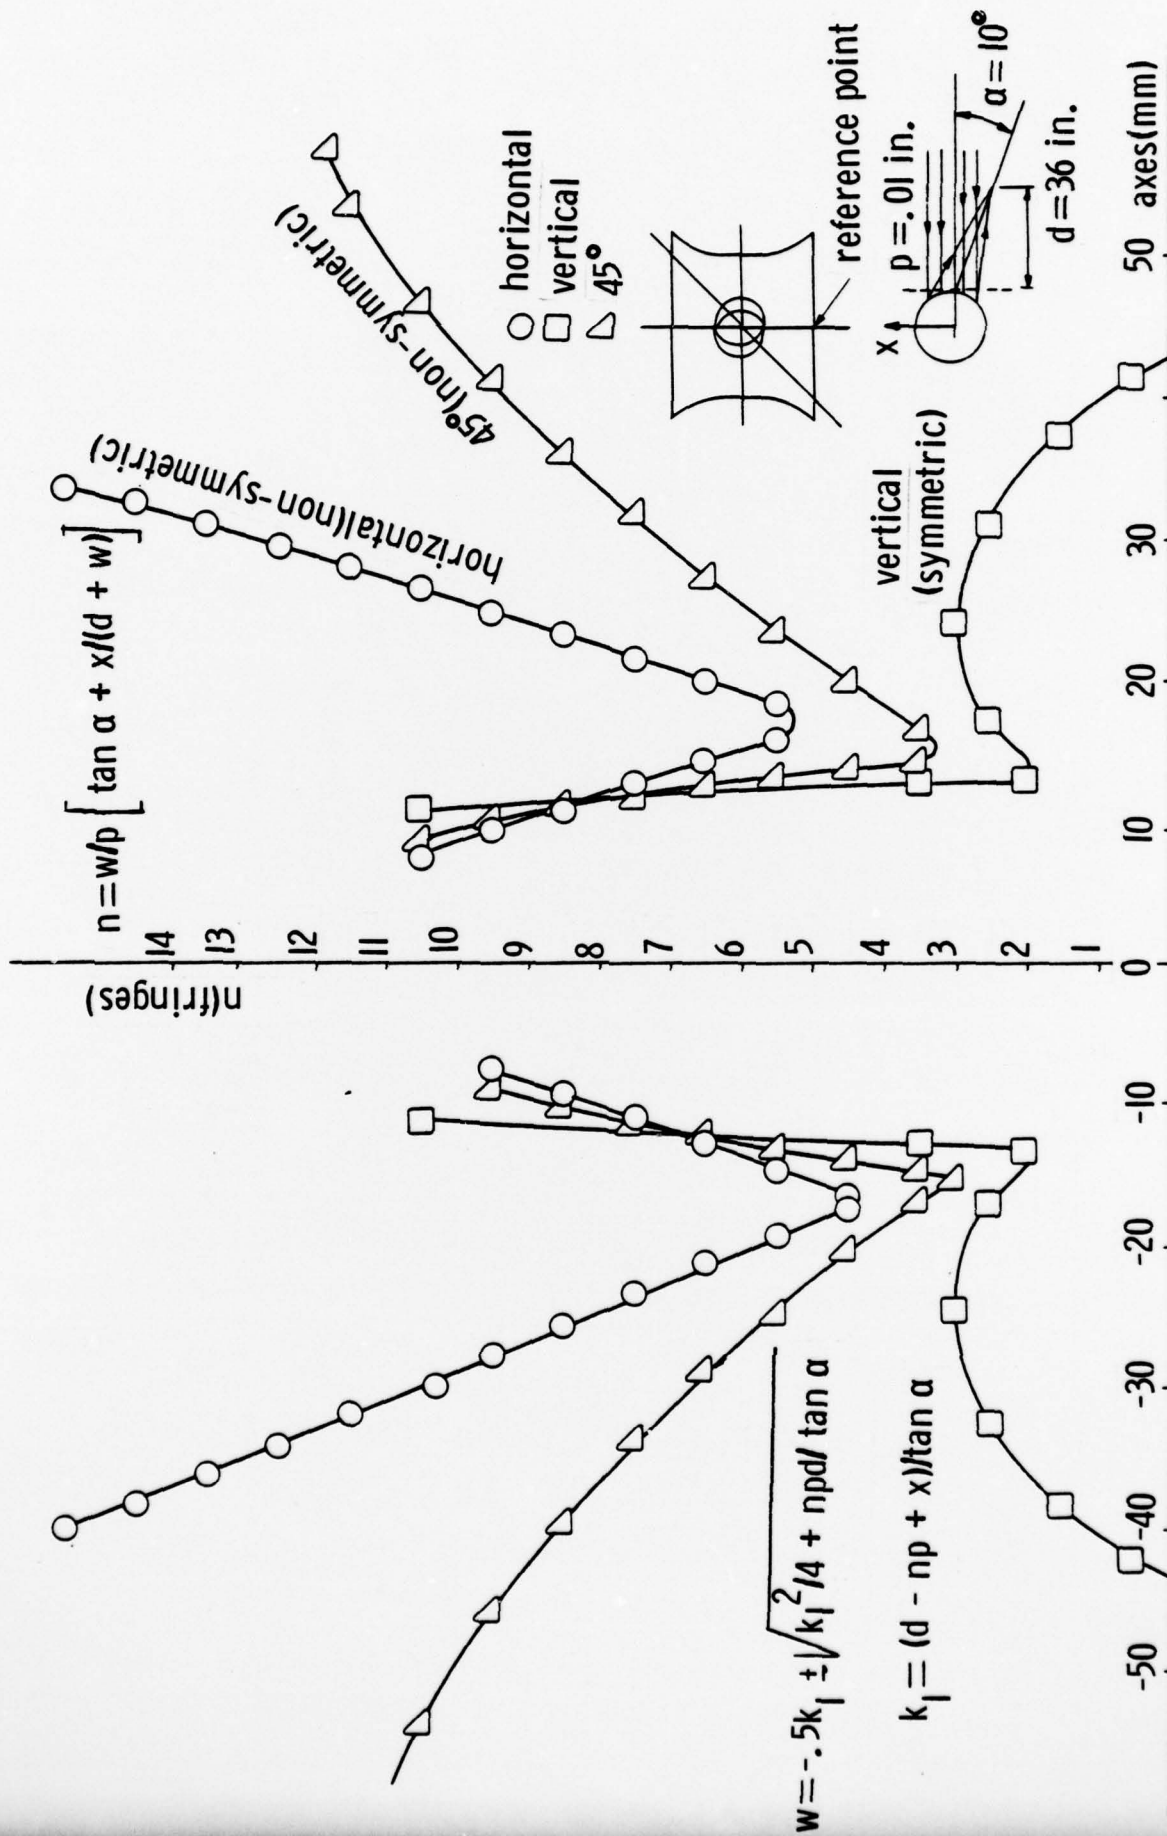 n(fringes)
n=w/p [tan α + x/(d + w)]
horizontal(non-symmetric)
45°(non-symmetric)
○ horizontal
□ vertical
△ 45°
reference point
x
p=.01 in.
α=10°
d=36 in.
vertical
(symmetric)
w=-.5k₁ ±√k₁²/4 + npd/ tan α
k₁=(d - np + x)/tan α
14
13
12
11
10
9
8
7
6
5
4
3
2
1
-50 -40 -30 -20 -10 0 10 20 30 50 axes(mm)